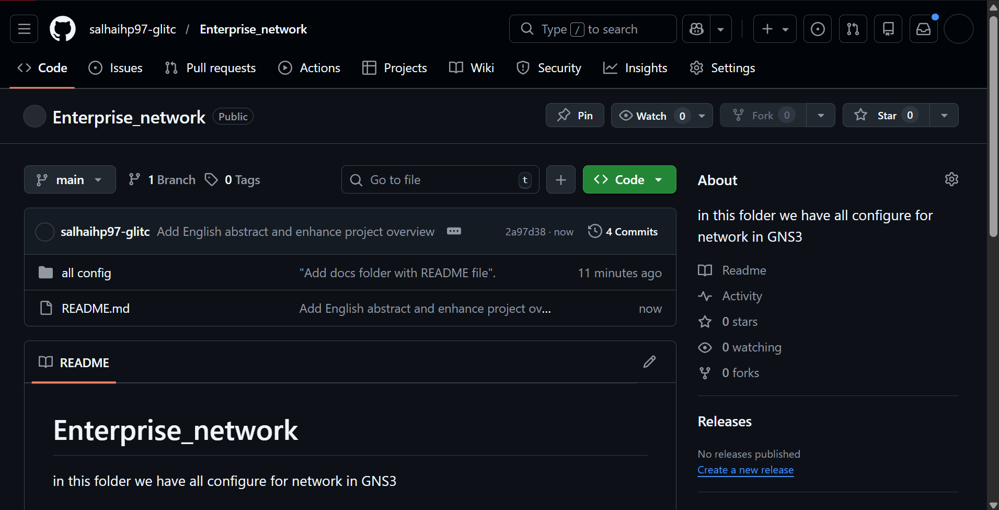 salhaihp97-glitc / Enterprise_network
Type / to search
Code Issues Pull requests Actions Projects Wiki Security Insights Settings
Enterprise_network Public
Pin Watch 0 Fork 0 Star 0
main 1 Branch 0 Tags Go to file t Code
salhaihp97-glitc Add English abstract and enhance project overview 2a97d38 · now 4 Commits
all config "Add docs folder with README file". 11 minutes ago
README.md Add English abstract and enhance project ov... now
README
Enterprise_network
in this folder we have all configure for network in GNS3
About
in this folder we have all configure for
network in GNS3
Readme
Activity
0 stars
0 watching
0 forks
Releases
No releases published
Create a new release